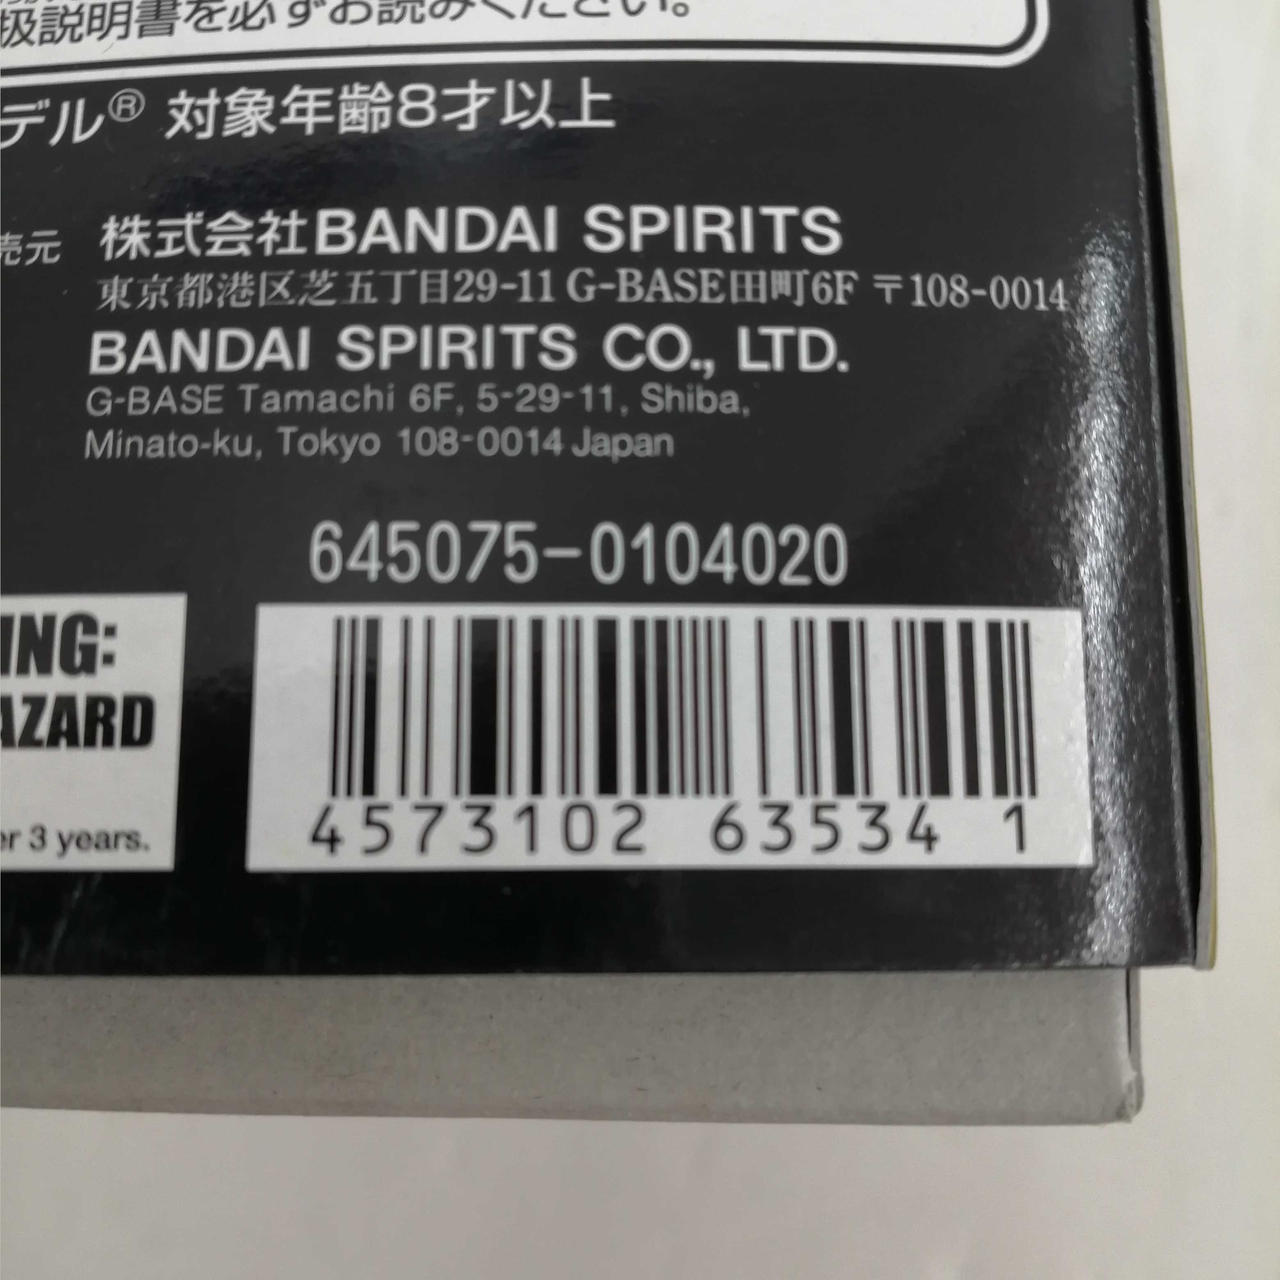 扱説明書を必ずお読みください。
デル® 対象年齢8才以上
売元 株式会社BANDAI SPIRITS
東京都港区芝五丁目29-11 G-BASE田町6F 〒108-0014
BANDAI SPIRITS CO., LTD.
G-BASE Tamachi 6F, 5-29-11, Shiba,
Minato-ku, Tokyo 108-0014 Japan
645075-0104020
ING:
AZARD
er 3 years.
4573102 63534 1